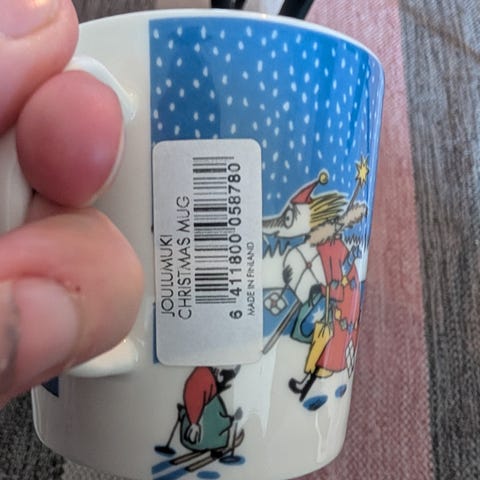 JOULUMUKI
CHRISTMAS MUG
6 411800 058780
MADE IN FINLAND